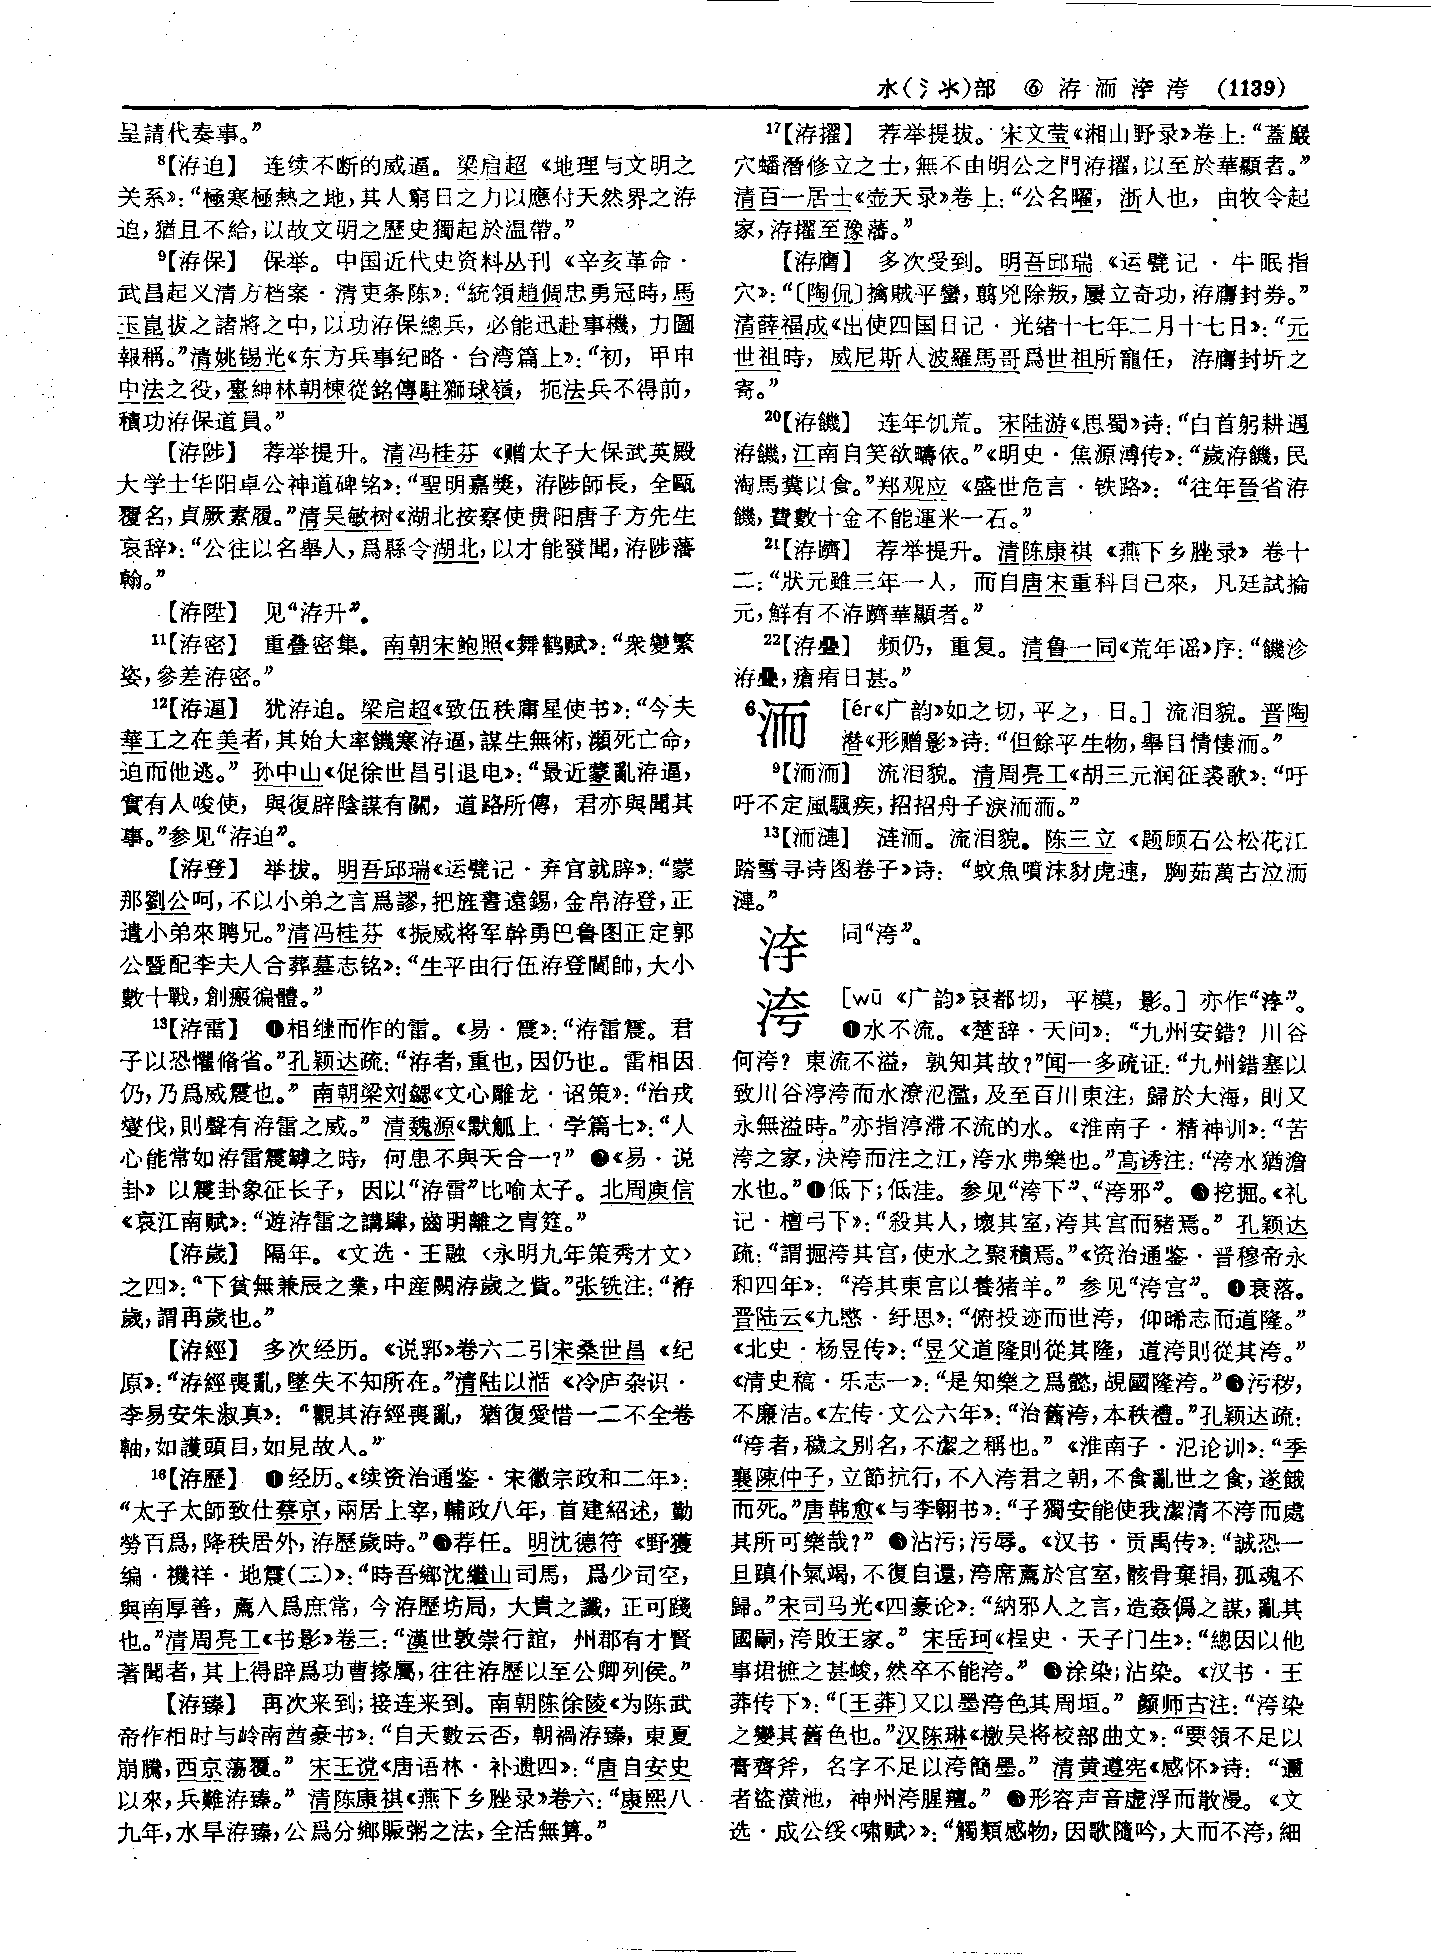 水(氵氺)部 ⑥ 洊洏洿洿 (1139)
呈請代奏事。”
⁸【洊迫】 连续不断的威逼。梁启超《地理与文明之
关系》：“極寒極熱之地，其人窮日之力以應付天然界之洊
迫，猶且不給，以故文明之歷史獨起於温帶。”
⁹【洊保】 保举。中国近代史资料丛刊《辛亥革命·
武昌起义清方档案·清吏条陈》：“統領趙倜忠勇冠時，馬
玉崑拔之諸將之中，以功洊保總兵，必能迅赴事機，力圖
報稱。”清姚锡光《东方兵事纪略·台湾篇上》：“初，甲申
中法之役，臺紳林朝棟從銘傳駐獅球嶺，扼法兵不得前，
積功洊保道員。”
【洊陟】 荐举提升。清冯桂芬《赠太子太保武英殿
大学士华阳卓公神道碑铭》：“聖明嘉獎，洊陟師長，全甌
覆名，貞厥素履。”清吴敏树《湖北按察使贵阳唐子方先生
哀辞》：“公往以名舉人，爲縣令湖北，以才能發聞，洊陟藩
翰。”
【洊陞】 见“洊升”。
¹¹【洊密】 重叠密集。南朝宋鲍照《舞鹤赋》：“衆變繁
姿，參差洊密。”
¹²【洊逼】 犹洊迫。梁启超《致伍秩庸星使书》：“今夫
華工之在美者，其始大率饑寒洊逼，謀生無術，瀕死亡命，
迫而他逃。”孙中山《促徐世昌引退电》：“最近蒙亂洊逼，
實有人唆使，與復辟陰謀有關，道路所傳，君亦與聞其
事。”参见“洊迫”。
【洊登】 举拔。明吾邱瑞《运甓记·弃官就辟》：“蒙
那劉公呵，不以小弟之言爲謬，把旌書遠錫，金帛洊登，正
遣小弟來聘兄。”清冯桂芬《振威将军幹勇巴鲁图正定郭
公暨配李夫人合葬墓志铭》：“生平由行伍洊登閫帥，大小
數十戰，創瘢徧體。”
¹³【洊雷】 ❶相继而作的雷。《易·震》：“洊雷震。君
子以恐懼脩省。”孔颖达疏：“洊者，重也，因仍也。雷相因
仍，乃爲威震也。”南朝梁刘勰《文心雕龙·诏策》：“治戎
燮伐，則聲有洊雷之威。”清魏源《默觚上·学篇七》：“人
心能常如洊雷震罅之時，何患不與天合一？”❷《易·说
卦》以震卦象征长子，因以“洊雷”比喻太子。北周庾信
《哀江南赋》：“遊洊雷之講肆，齒明離之胄筵。”
【洊歲】 隔年。《文选·王融〈永明九年策秀才文〉
之四》：“下貧無兼辰之業，中産闕洊歲之貲。”张铣注：“洊
歲，謂再歲也。”
【洊經】 多次经历。《说郛》卷六二引宋桑世昌《纪
原》：“洊經喪亂，墜失不知所在。”清陆以湉《冷庐杂识·
李易安朱淑真》：“觀其洊經喪亂，猶復愛惜一二不全卷
軸，如護頭目，如見故人。”
¹⁶【洊歷】 ❶经历。《续资治通鉴·宋徽宗政和二年》：
“太子太師致仕蔡京，兩居上宰，輔政八年，首建紹述，勤
勞百爲，降秩居外，洊歷歲時。”❷荐任。明沈德符《野獲
编·禨祥·地震(二)》：“時吾鄉沈繼山司馬，爲少司空，
與南厚善，薦入爲庶常，今洊歷坊局，大貴之讖，正可踐
也。”清周亮工《书影》卷三：“漢世敦崇行誼，州郡有才賢
著聞者，其上得辟爲功曹掾屬，往往洊歷以至公卿列侯。”
【洊臻】 再次来到；接连来到。南朝陈徐陵《为陈武
帝作相时与岭南酋豪书》：“自天數云否，朝禍洊臻，東夏
崩騰，西京蕩覆。”宋王谠《唐语林·补遗四》：“唐自安史
以來，兵難洊臻。”清陈康祺《燕下乡脞录》卷六：“康熙八
九年，水旱洊臻，公爲分鄉賑粥之法，全活無算。”
¹⁷【洊擢】 荐举提拔。宋文莹《湘山野录》卷上：“蓋巖
穴蟠潛修立之士，無不由明公之門洊擢，以至於華顯者。”
清百一居士《壶天录》卷上：“公名曜，浙人也，由牧令起
家，洊擢至豫藩。”
【洊膺】 多次受到。明吾邱瑞《运甓记·牛眠指
穴》：“〔陶侃〕擒賊平蠻，翦兇除叛，屢立奇功，洊膺封券。”
清薛福成《出使四国日记·光绪十七年二月十七日》：“元
世祖時，威尼斯人波羅馬哥爲世祖所寵任，洊膺封圻之
寄。”
²⁰【洊饑】 连年饥荒。宋陆游《思蜀》诗：“白首躬耕遇
洊饑，江南自笑欲疇依。”《明史·焦源溥传》：“歲洊饑，民
淘馬糞以食。”郑观应《盛世危言·铁路》：“往年晉省洊
饑，費數十金不能運米一石。”
²¹【洊躋】 荐举提升。清陈康祺《燕下乡脞录》卷十
二：“狀元雖三年一人，而自唐宋重科目已來，凡廷試掄
元，鮮有不洊躋華顯者。”
²²【洊疊】 频仍，重复。清鲁一同《荒年谣》序：“饑沴
洊疊，瘡痏日甚。”
⁶洏 [ér《广韵》如之切，平之，日。] 流泪貌。晋陶
潜《形赠影》诗：“但餘平生物，舉目情悽洏。”
⁹【洏洏】 流泪貌。清周亮工《胡三元润征裘歌》：“吁
吁不定風颿疾，招招舟子淚洏洏。”
¹³【洏漣】 涟洏。流泪貌。陈三立《题顾石公松花江
踏雪寻诗图卷子》诗：“蚊魚噴沫豺虎速，胸茹萬古泣洏
漣。”
洿 同“洿”。
洿 [wū《广韵》哀都切，平模，影。] 亦作“洿”。
❶水不流。《楚辞·天问》：“九州安錯？川谷
何洿？東流不溢，孰知其故？”闻一多疏证：“九州錯塞以
致川谷渟洿而水潦氾濫，及至百川東注，歸於大海，則又
永無溢時。”亦指渟滞不流的水。《淮南子·精神训》：“苦
洿之家，決洿而注之江，洿水弗樂也。”高诱注：“洿水猶澹
水也。”❷低下；低洼。参见“洿下”、“洿邪”。❸挖掘。《礼
记·檀弓下》：“殺其人，壞其室，洿其宫而豬焉。”孔颖达
疏：“謂掘洿其宫，使水之聚積焉。”《资治通鉴·晋穆帝永
和四年》：“洿其東宫以養猪羊。”参见“洿宫”。❹衰落。
晋陆云《九愍·纡思》：“俯投迹而世洿，仰晞志而道隆。”
《北史·杨昱传》：“昱父道隆則從其隆，道洿則從其洿。”
《清史稿·乐志一》：“是知樂之爲懿，覘國隆洿。”❺污秽，
不廉洁。《左传·文公六年》：“治舊洿，本秩禮。”孔颖达疏：
“洿者，穢之别名，不潔之稱也。”《淮南子·氾论训》：“季
襄陳仲子，立節抗行，不入洿君之朝，不食亂世之食，遂餓
而死。”唐韩愈《与李翱书》：“子獨安能使我潔清不洿而處
其所可樂哉？”❻沾污；污辱。《汉书·贡禹传》：“誠恐一
旦蹎仆氣竭，不復自還，洿席薦於宫室，骸骨棄捐，孤魂不
歸。”宋司马光《四豪论》：“納邪人之言，造姦僞之謀，亂其
國嗣，洿敗王家。”宋岳珂《桯史·天子门生》：“總因以他
事捃摭之甚峻，然卒不能洿。”❼涂染；沾染。《汉书·王
莽传下》：“〔王莽〕又以墨洿色其周垣。”颜师古注：“洿染
之變其舊色也。”汉陈琳《檄吴将校部曲文》：“要領不足以
膏齊斧，名字不足以洿簡墨。”清黄遵宪《感怀》诗：“邇
者盜潢池，神州洿腥羶。”❽形容声音虚浮而散漫。《文
选·成公绥〈啸赋〉》：“觸類感物，因歌隨吟，大而不洿，細